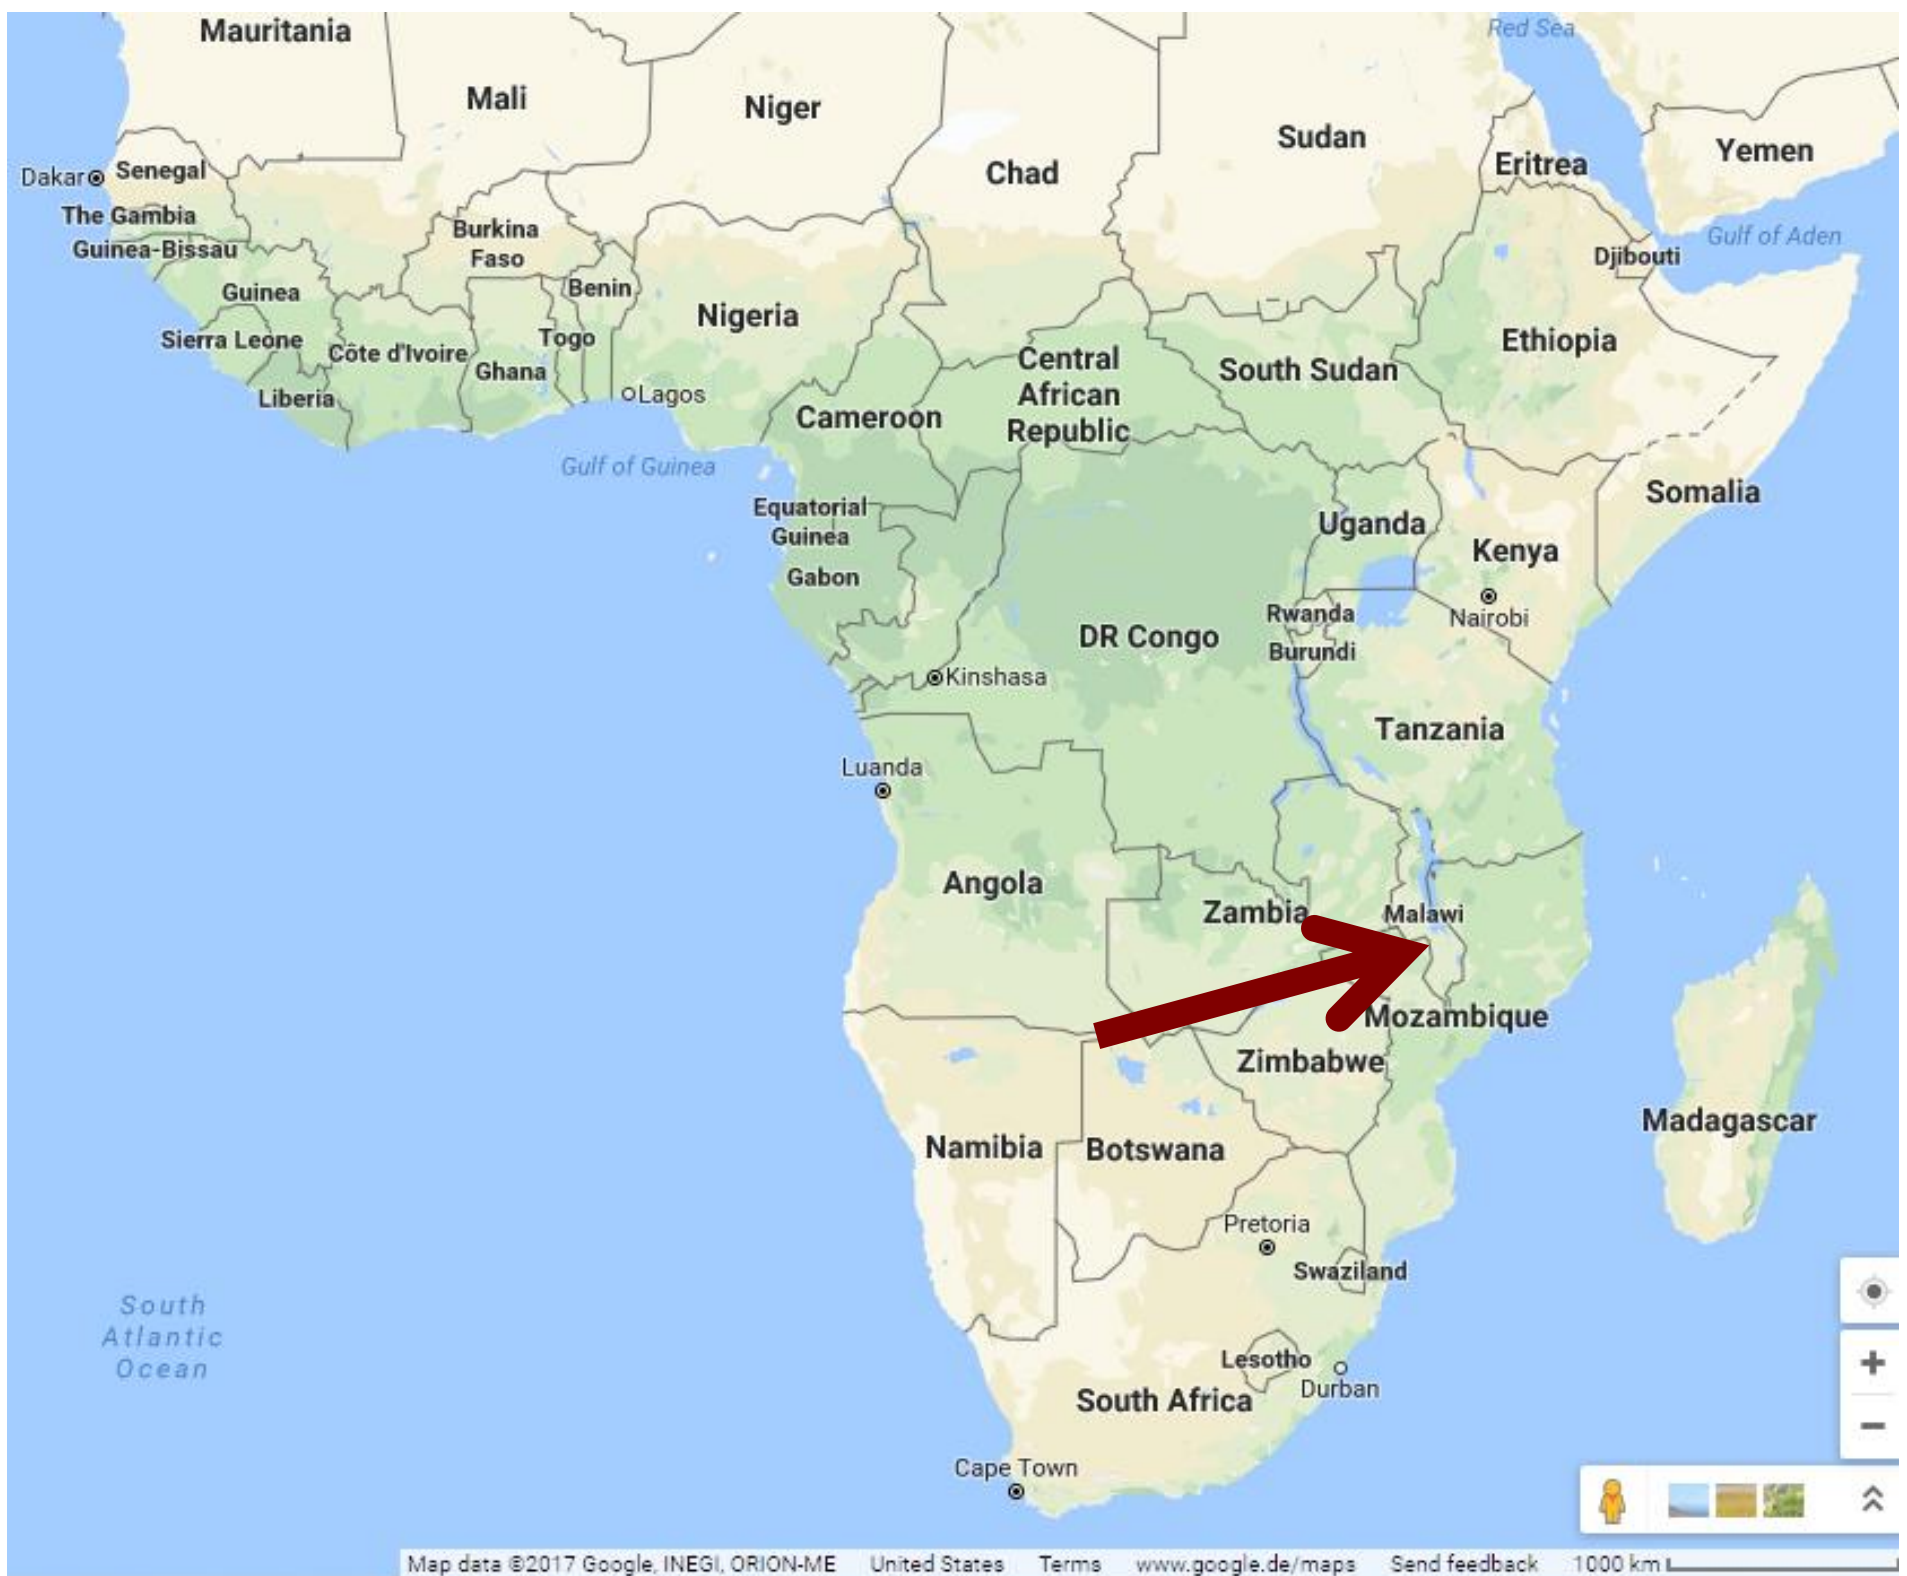 Mauritania
Red Sea
Mali
Niger
Sudan
Yemen
Eritrea
Chad
Dakar
Senegal
The Gambia
Burkina
Faso
Gulf of Aden
Guinea-Bissau
Djibouti
Guinea
Benin
Nigeria
Sierra Leone
Côte d'Ivoire
Togo
Ethiopia
Ghana
Central
African
Republic
South Sudan
Liberia
Lagos
Cameroon
Gulf of Guinea
Somalia
Equatorial
Guinea
Uganda
Kenya
Gabon
Rwanda
Nairobi
DR Congo
Burundi
Kinshasa
Tanzania
Luanda
Angola
Zambia
Malawi
Mozambique
Zimbabwe
Madagascar
Namibia
Botswana
Pretoria
Swaziland
South
Atlantic
Ocean
Lesotho
Durban
South Africa
Cape Town
Map data ©2017 Google, INEGI, ORION-ME United States Terms www.google.de/maps Send feedback 1000 km